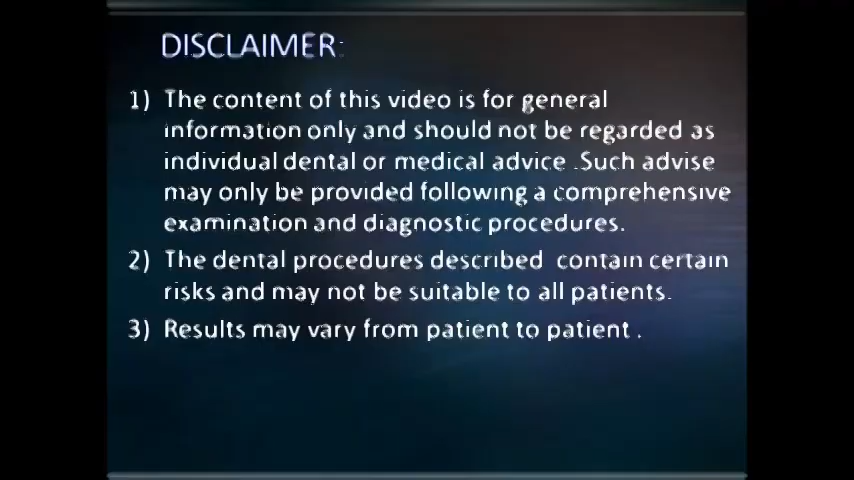 DISCLAIMER:
1) The content of this video is for general
information only and should not be regarded as
individual dental or medical advice .Such advise
may only be provided following a comprehensive
examination and diagnostic procedures.
2) The dental procedures described contain certain
risks and may not be suitable to all patients.
3) Results may vary from patient to patient .